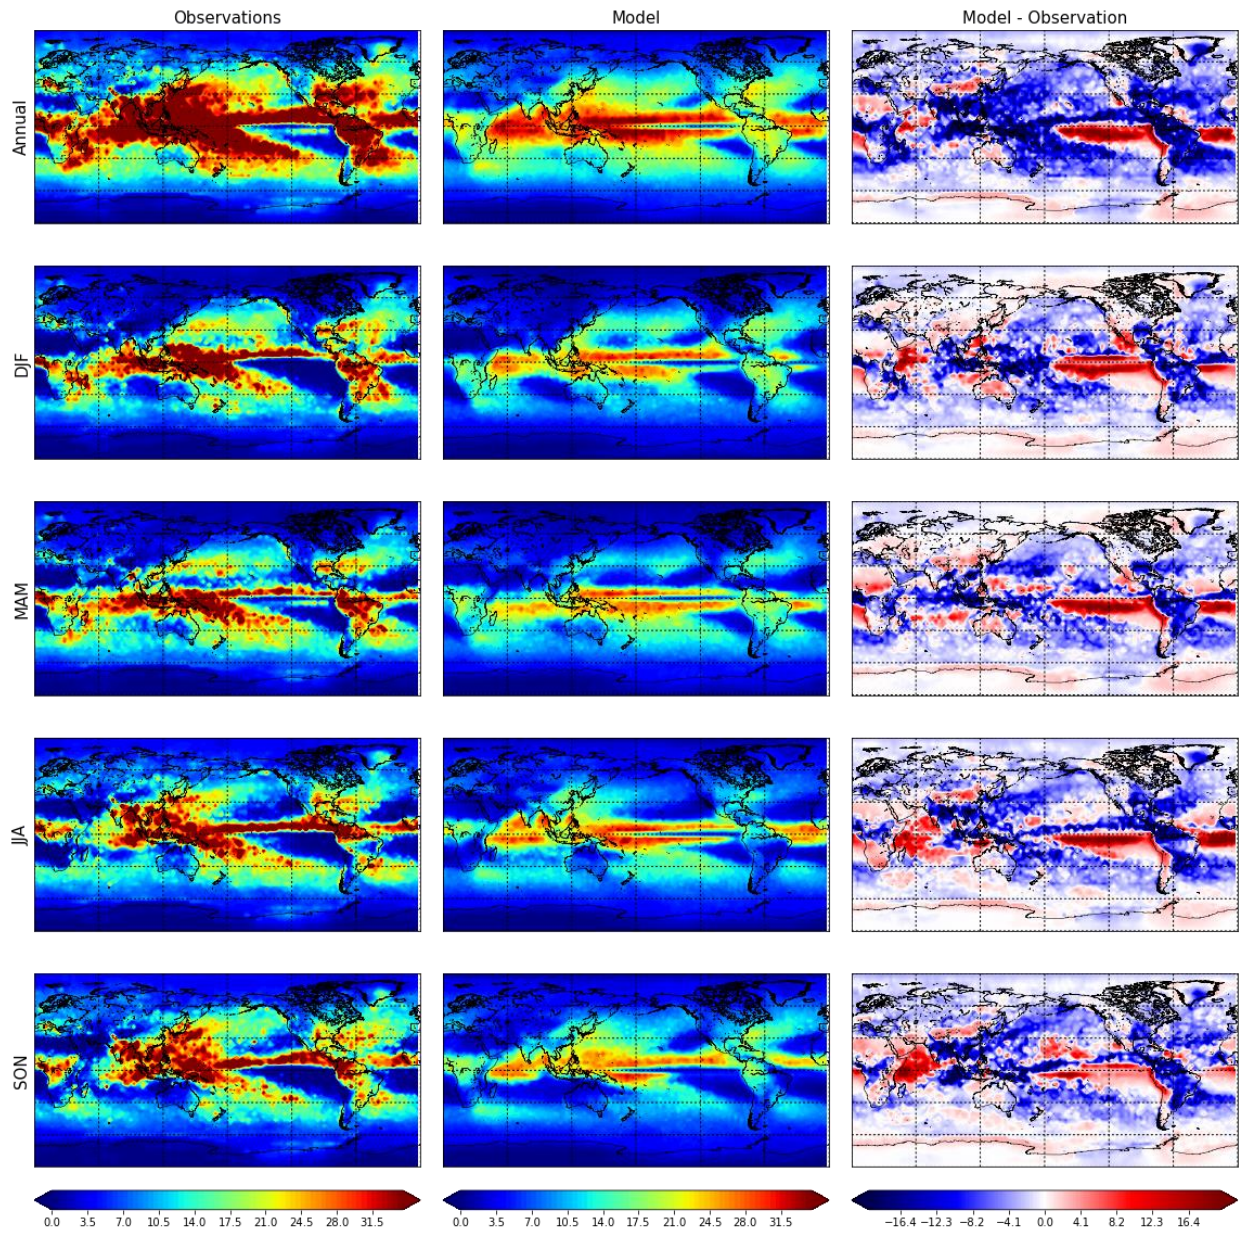 Observations Model Model - Observation
Annual
DJF
MAM
JJA
SON
0.0 3.5 7.0 10.5 14.0 17.5 21.0 24.5 28.0 31.5
0.0 3.5 7.0 10.5 14.0 17.5 21.0 24.5 28.0 31.5
−16.4 −12.3 −8.2 −4.1 0.0 4.1 8.2 12.3 16.4